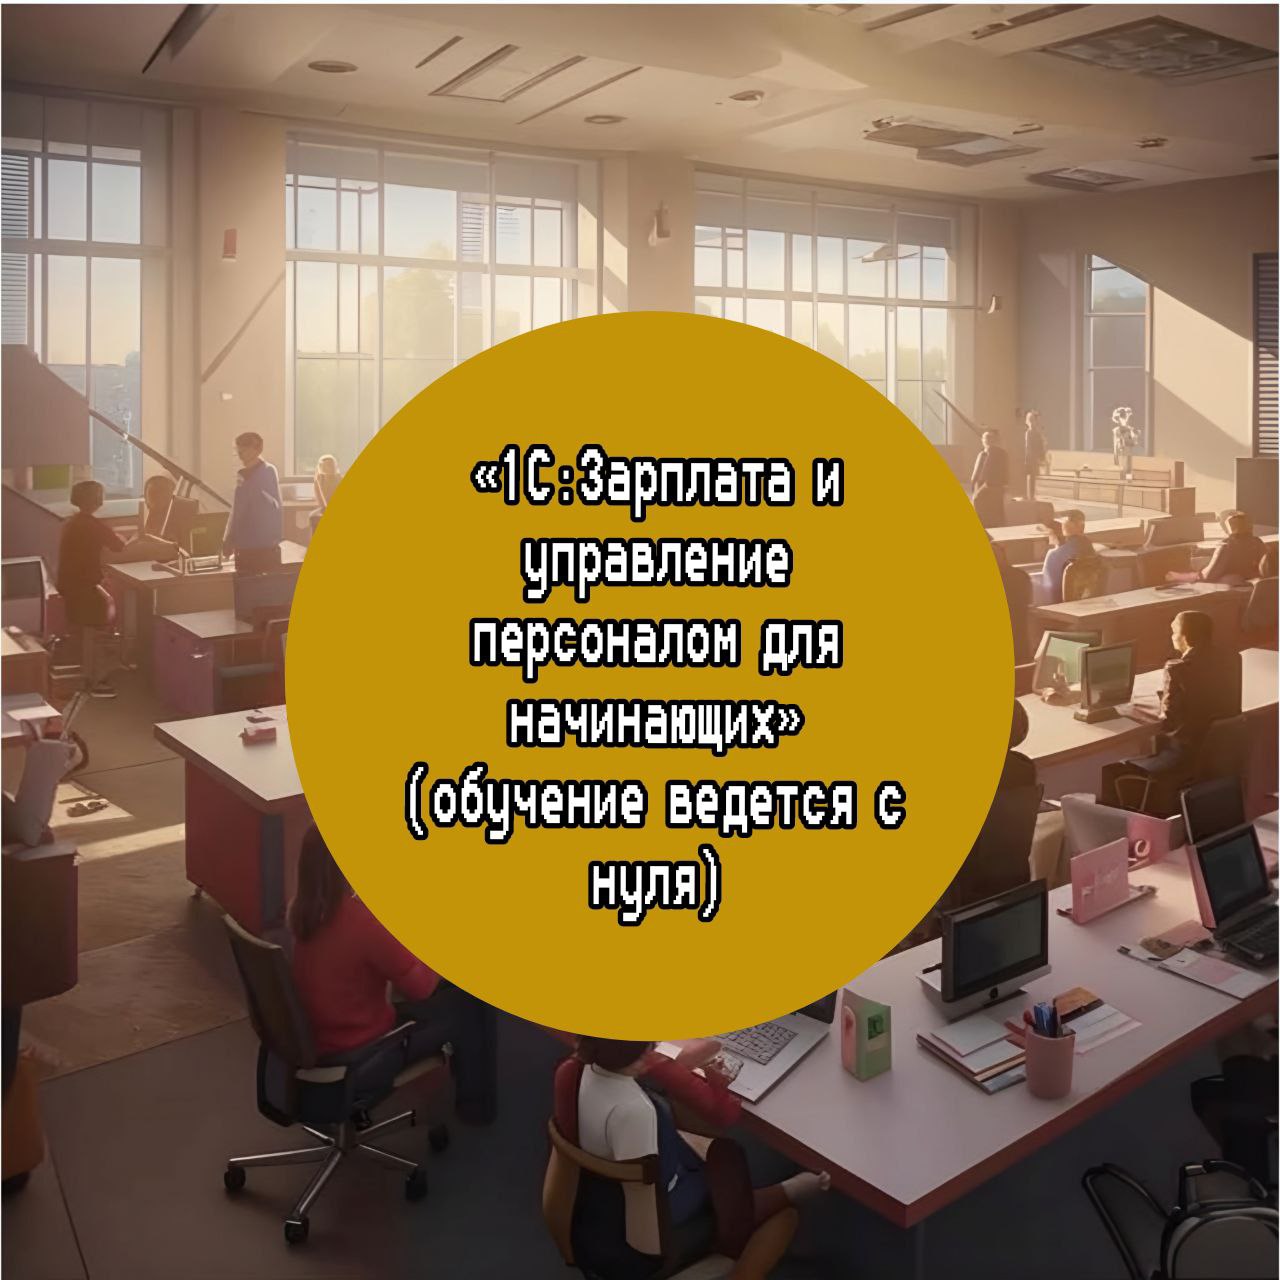 «1С:Зарплата и
управление
персоналом для
начинающих»
(обучение ведется с
нуля)